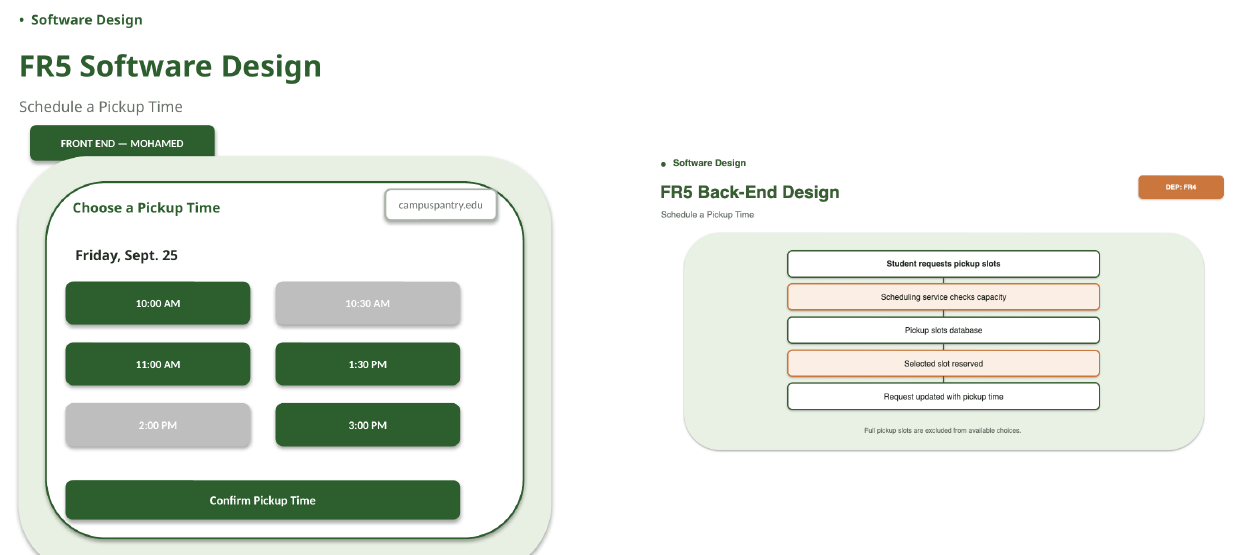 • Software Design
FR5 Software Design
Schedule a Pickup Time
FRONT END — MOHAMED
Choose a Pickup Time
campuspantry.edu
Friday, Sept. 25
10:00 AM
10:30 AM
11:00 AM
1:30 PM
2:00 PM
3:00 PM
Confirm Pickup Time
• Software Design
FR5 Back-End Design
DEP: FR4
Schedule a Pickup Time
Student requests pickup slots
Scheduling service checks capacity
Pickup slots database
Selected slot reserved
Request updated with pickup time
Full pickup slots are excluded from available choices.